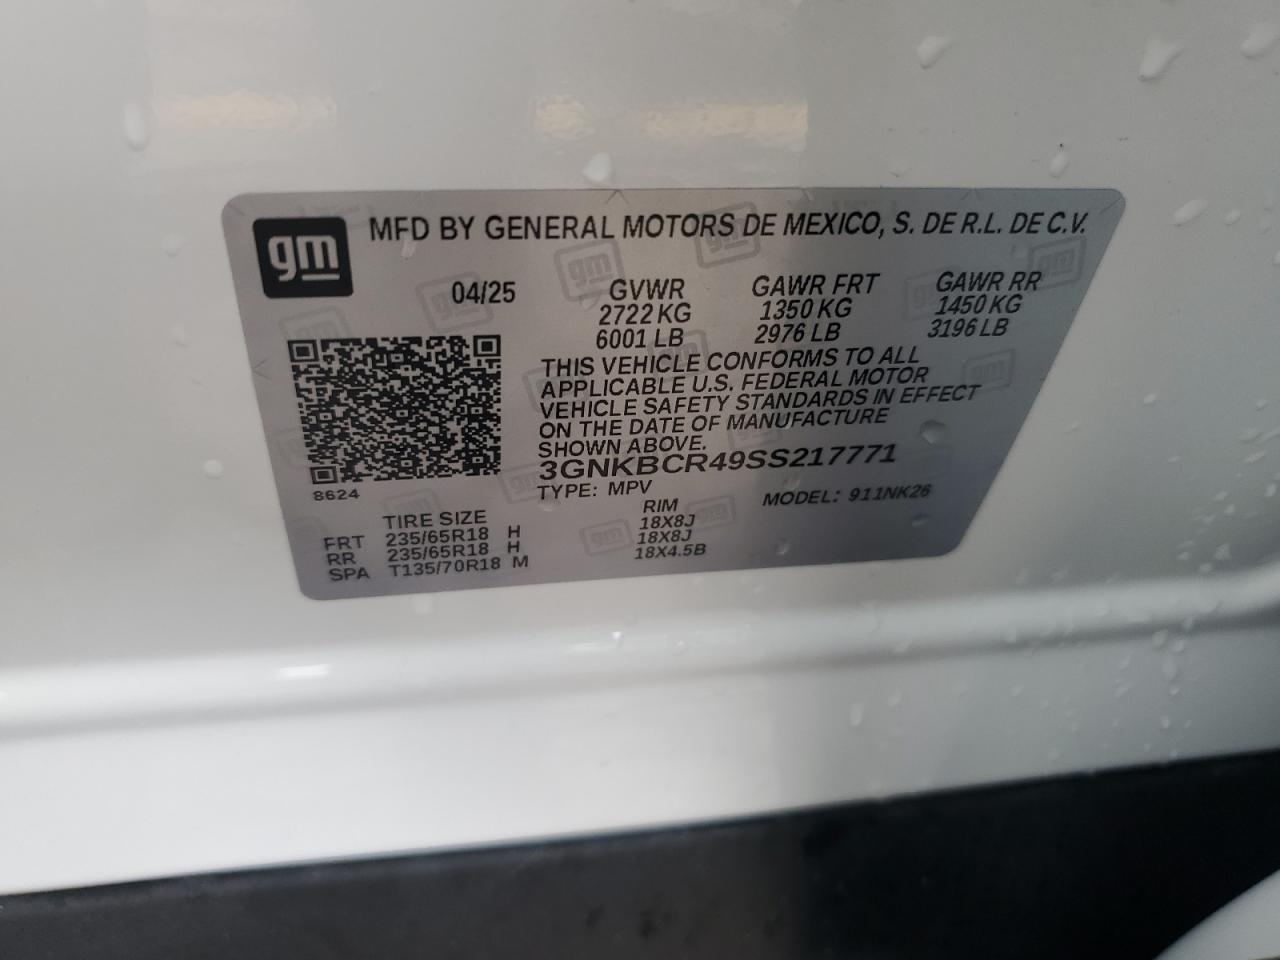 gm
MFD BY GENERAL MOTORS DE MEXICO, S. DE R.L. DE C.V.
04/25
GVWR
2722 KG
6001 LB
GAWR FRT
1350 KG
2976 LB
GAWR RR
1450 KG
3196 LB
THIS VEHICLE CONFORMS TO ALL
APPLICABLE U.S. FEDERAL MOTOR
VEHICLE SAFETY STANDARDS IN EFFECT
ON THE DATE OF MANUFACTURE
SHOWN ABOVE.
3GNKBCR49SS217771
TYPE: MPV MODEL: 911NK26
8624
TIRE SIZE RIM
FRT 235/65R18 H 18X8J
RR 235/65R18 H 18X8J
SPA T135/70R18 M 18X4.5B